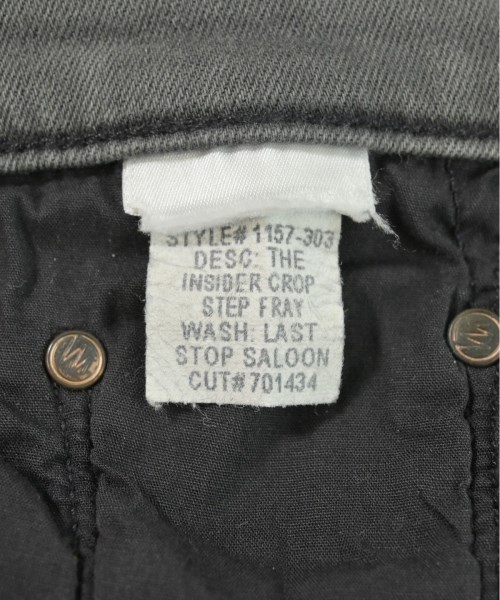 STYLE# 1157-303
DESC: THE
INSIDER CROP
STEP FRAY
WASH: LAST
STOP SALOON
CUT# 701434